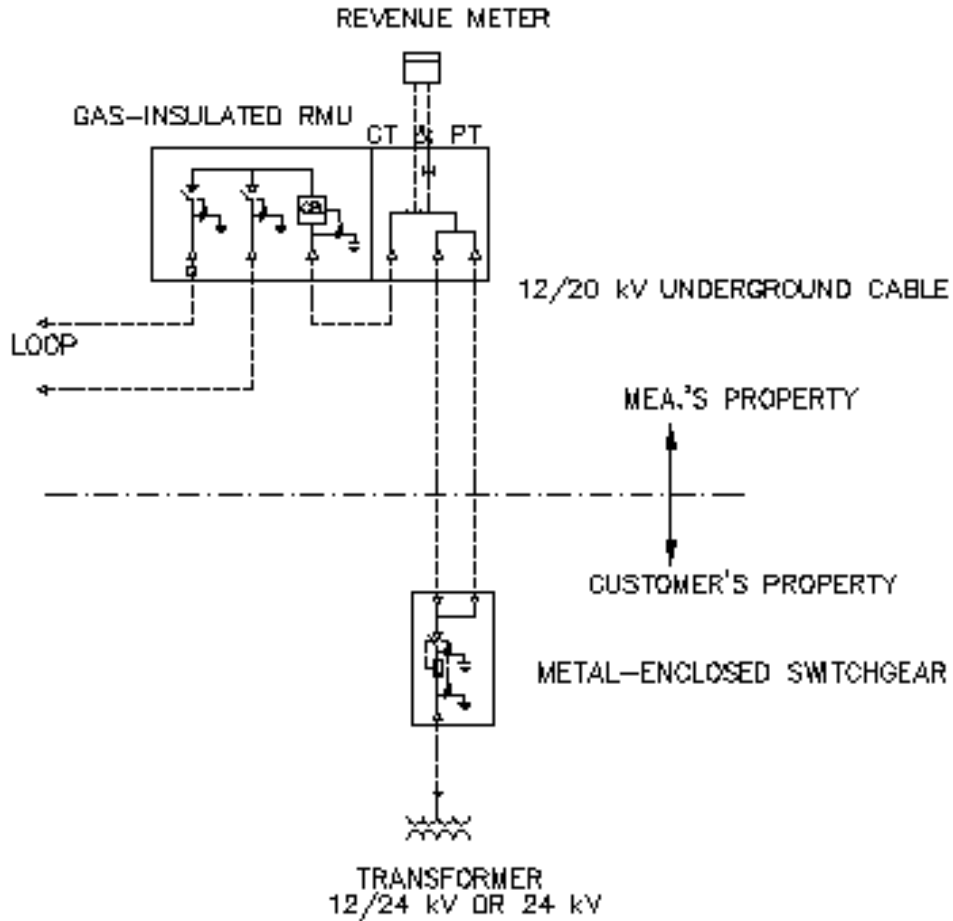 REVENUE METER
GAS-INSULATED RMU
CT & PT
CB
12/20 kV UNDERGROUND CABLE
LOOP
MEA.'S PROPERTY
CUSTOMER'S PROPERTY
METAL-ENCLOSED SWITCHGEAR
TRANSFORMER
12/24 kV OR 24 kV